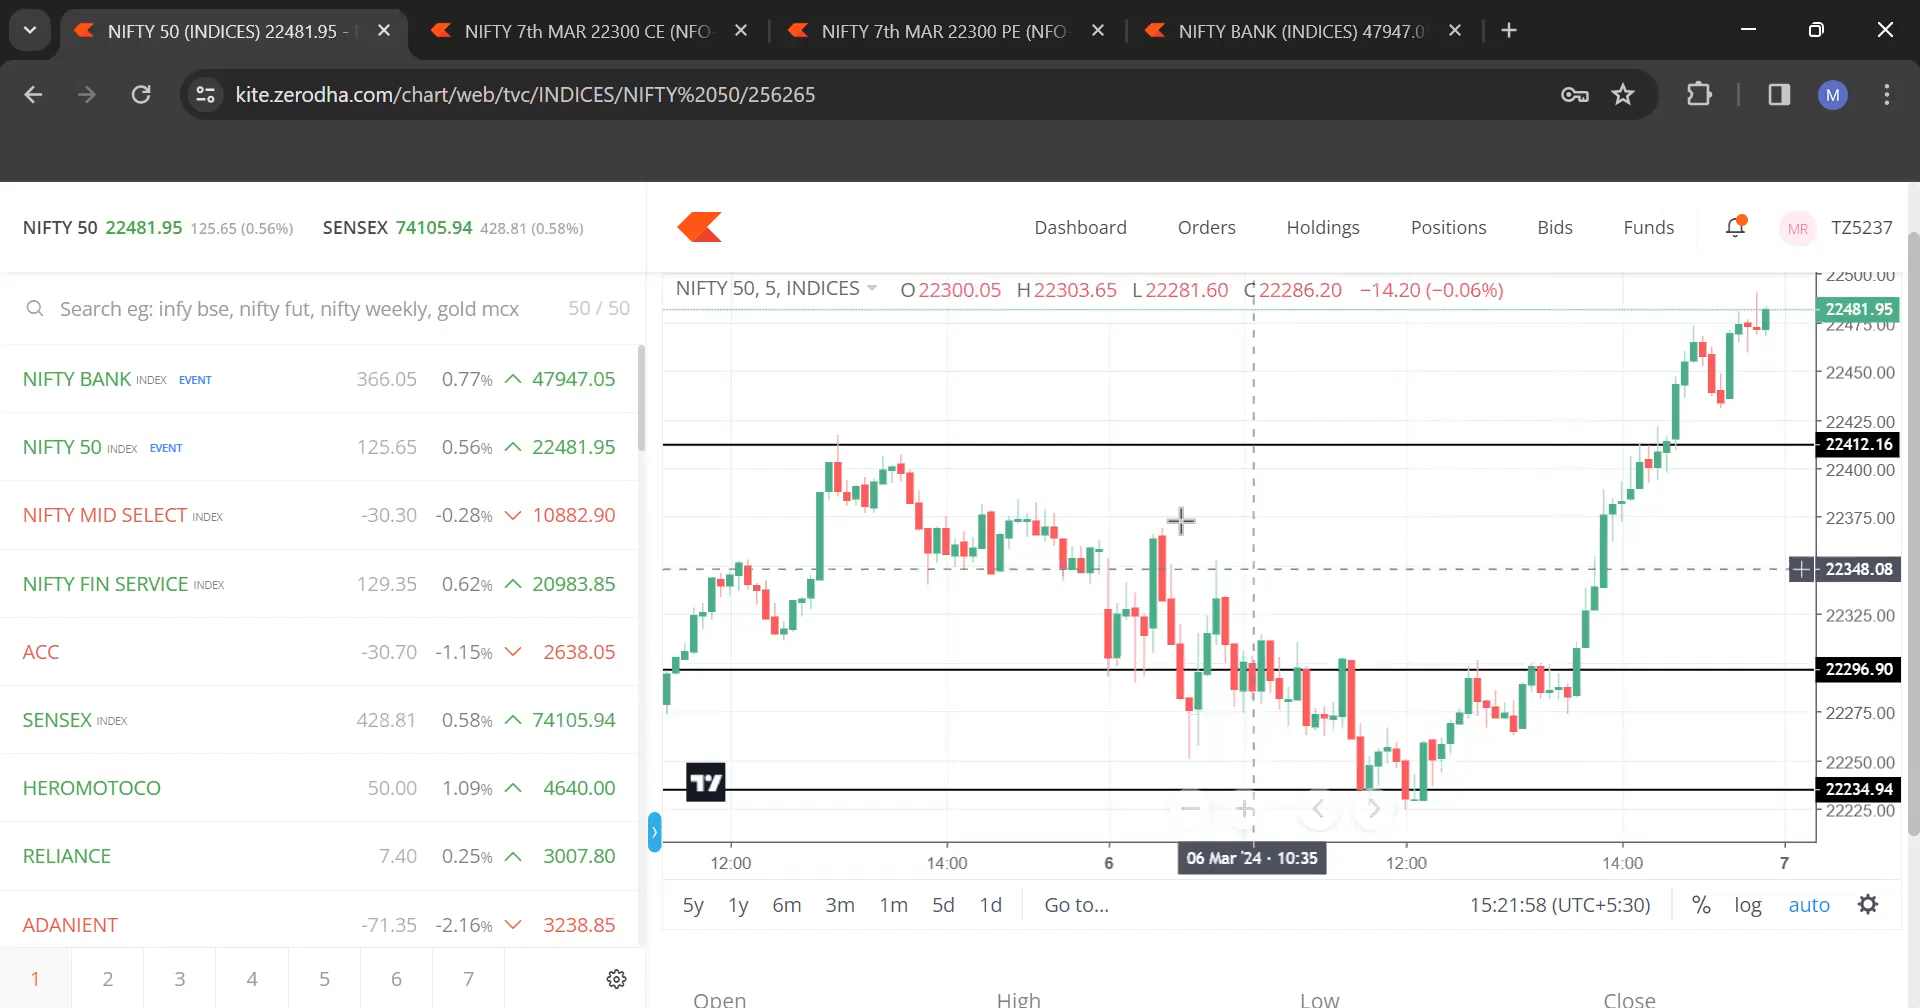 NIFTY 50 (INDICES) 22481.95 -
NIFTY 7th MAR 22300 CE (NFO-
NIFTY 7th MAR 22300 PE (NFO-
NIFTY BANK (INDICES) 47947.0
kite.zerodha.com/chart/web/tvc/INDICES/NIFTY%2050/256265
M
NIFTY 50 22481.95 125.65 (0.56%) SENSEX 74105.94 428.81 (0.58%)
Dashboard Orders Holdings Positions Bids Funds MR TZ5237
Search eg: infy bse, nifty fut, nifty weekly, gold mcx 50 / 50
NIFTY BANK INDEX EVENT 366.05 0.77% 47947.05
NIFTY 50 INDEX EVENT 125.65 0.56% 22481.95
NIFTY MID SELECT INDEX -30.30 -0.28% 10882.90
NIFTY FIN SERVICE INDEX 129.35 0.62% 20983.85
ACC -30.70 -1.15% 2638.05
SENSEX INDEX 428.81 0.58% 74105.94
HEROMOTOCO 50.00 1.09% 4640.00
RELIANCE 7.40 0.25% 3007.80
ADANIENT -71.35 -2.16% 3238.85
1 2 3 4 5 6 7
NIFTY 50, 5, INDICES O22300.05 H22303.65 L22281.60 C22286.20 −14.20 (−0.06%)
22500.00
22481.95
22475.00
22450.00
22425.00
22412.16
22400.00
22375.00
22348.08
22325.00
22296.90
22275.00
22250.00
22234.94
22225.00
12:00 14:00 6 06 Mar '24 · 10:35 12:00 14:00 7
5y 1y 6m 3m 1m 5d 1d Go to... 15:21:58 (UTC+5:30) % log auto
Open High Low Close